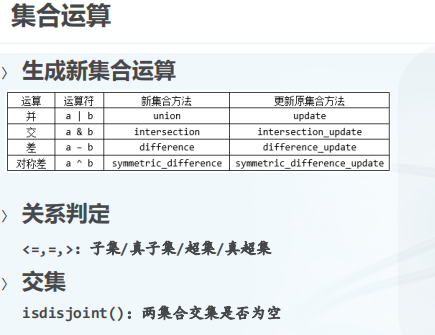 集合运算
〉 生成新集合运算
运算 运算符 新集合方法 更新原集合方法
并 a | b union update
交 a & b intersection intersection_update
差 a - b difference difference_update
对称差 a ^ b symmetric_difference symmetric_difference_update
〉 关系判定
<=,=,>: 子集/真子集/超集/真超集
〉 交集
isdisjoint(): 两集合交集是否为空